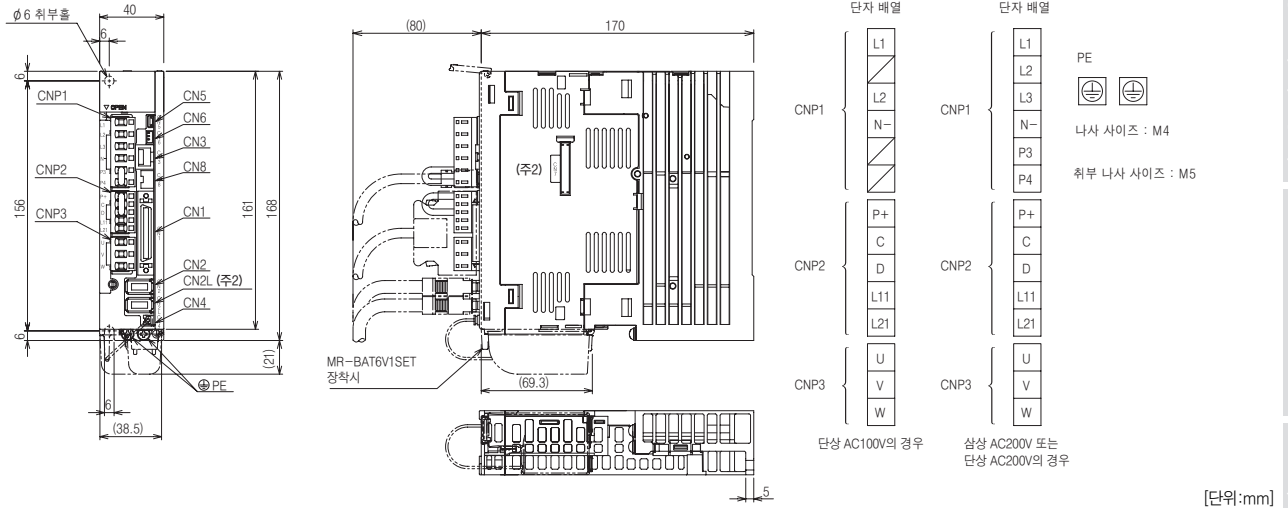 ϕ6 취부홀
40
6
6
CNP1
▽ OPEN
CN5
CN6
CN3
CNP2
CN8
156
CNP3
CN1
161
168
CN2
CN2L (주2)
CN4
6
(21)
PE
6
(38.5)
(80)
170
(주2)
MR-BAT6V1SET
장착시
(69.3)
5
단자 배열
CNP1
L1
L2
N-
CNP2
P+
C
D
L11
L21
CNP3
U
V
W
단상 AC100V의 경우
단자 배열
CNP1
L1
L2
L3
N-
P3
P4
CNP2
P+
C
D
L11
L21
CNP3
U
V
W
삼상 AC200V 또는
단상 AC200V의 경우
PE
나사 사이즈 : M4
취부 나사 사이즈 : M5
[단위:mm]